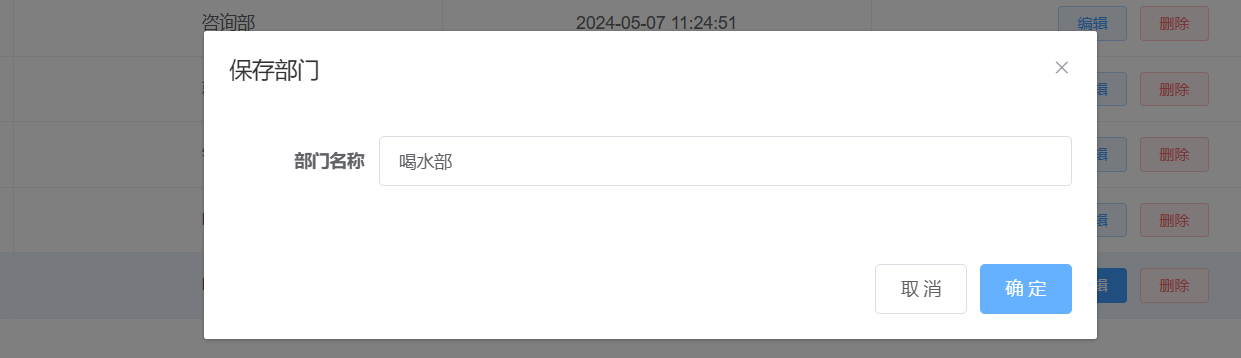 咨询部 2024-05-07 11:24:51 编辑 删除
保存部门
辑 删除
部门名称 喝水部
辑 删除
辑 删除
取 消 确 定
辑 删除